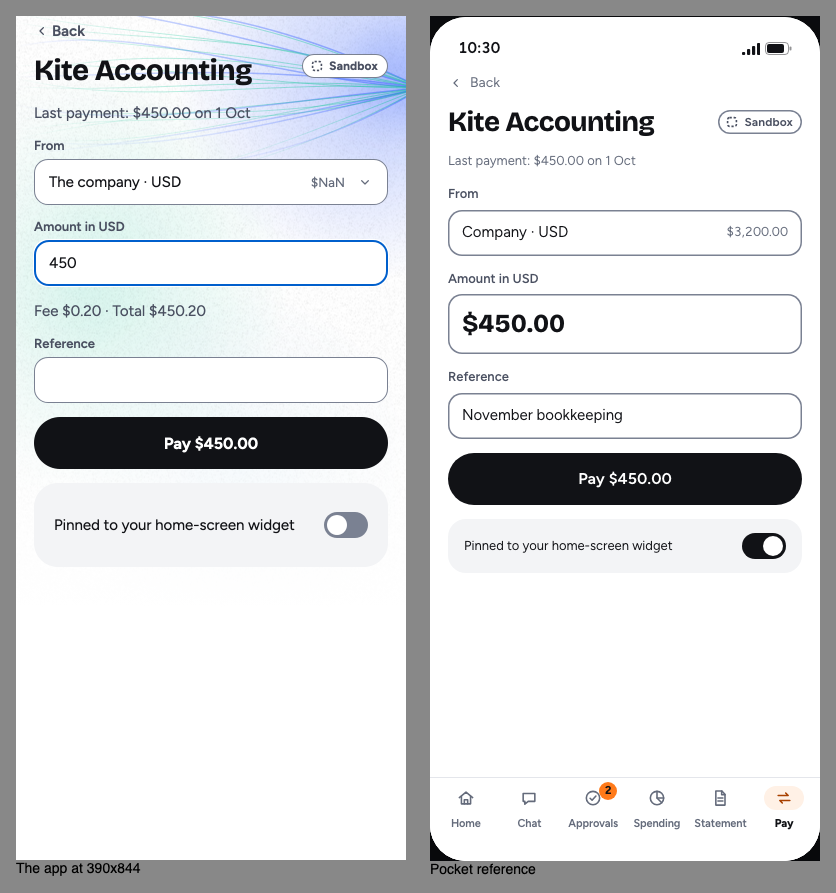 Back
Kite Accounting
Sandbox
Last payment: $450.00 on 1 Oct
From
The company · USD $NaN
Amount in USD
450
Fee $0.20 · Total $450.20
Reference
Pay $450.00
Pinned to your home-screen widget
The app at 390x844
10:30
Back
Kite Accounting
Sandbox
Last payment: $450.00 on 1 Oct
From
Company · USD $3,200.00
Amount in USD
$450.00
Reference
November bookkeeping
Pay $450.00
Pinned to your home-screen widget
2
Home Chat Approvals Spending Statement Pay
Pocket reference